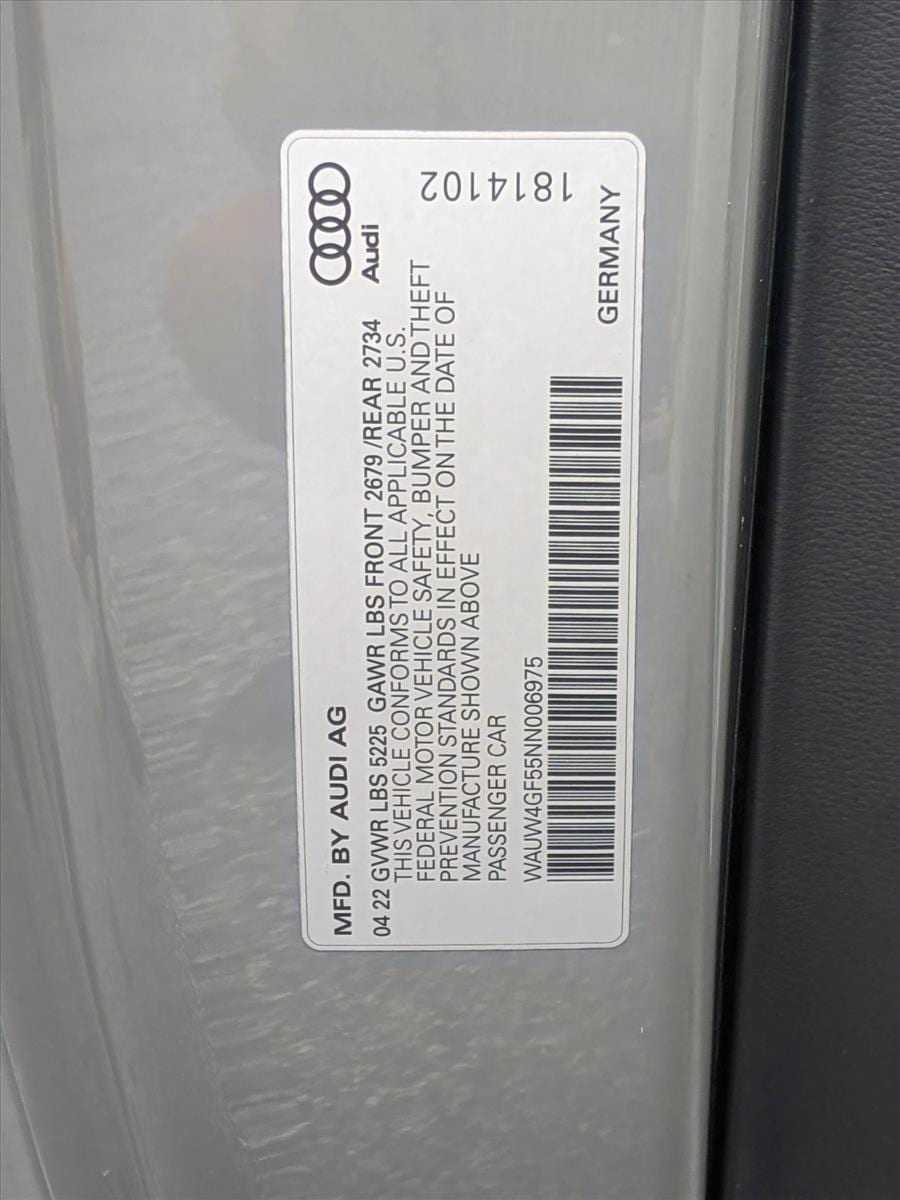 MFD. BY AUDI AG
Audi
04 22 GVWR LBS 5225 GAWR LBS FRONT 2679 /REAR 2734
THIS VEHICLE CONFORMS TO ALL APPLICABLE U.S.
FEDERAL MOTOR VEHICLE SAFETY, BUMPER AND THEFT
PREVENTION STANDARDS IN EFFECT ON THE DATE OF
MANUFACTURE SHOWN ABOVE
PASSENGER CAR
WAUW4GF55NN006975
1814102
GERMANY